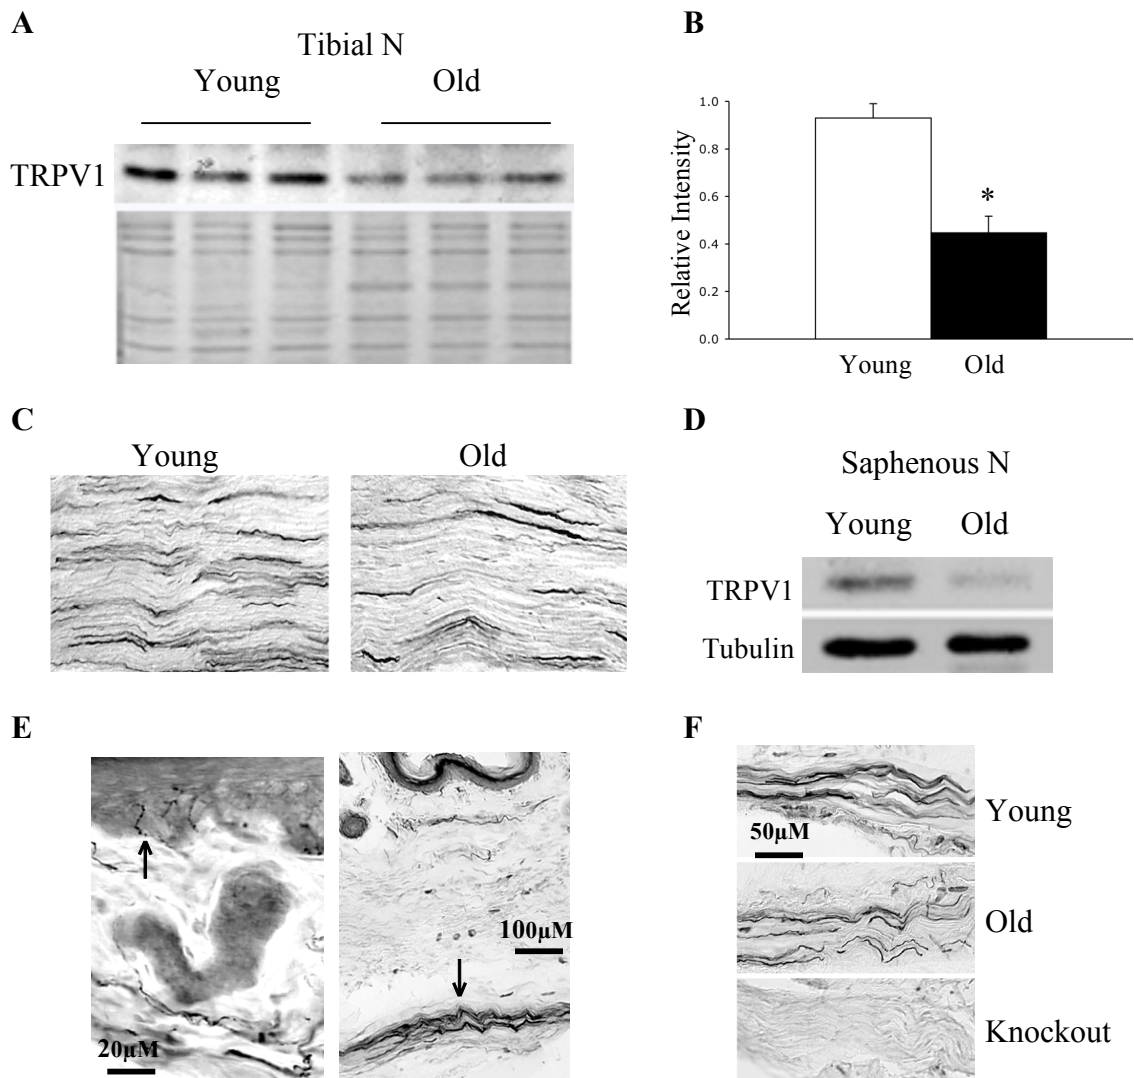 A
Tibial N
Young Old
TRPV1
B
Relative Intensity
1.0
0.8
0.6
0.4
0.2
0.0
*
Young Old
C
Young Old
D
Saphenous N
Young Old
TRPV1
Tubulin
E
20μM
100μM
F
50μM
Young
Old
Knockout